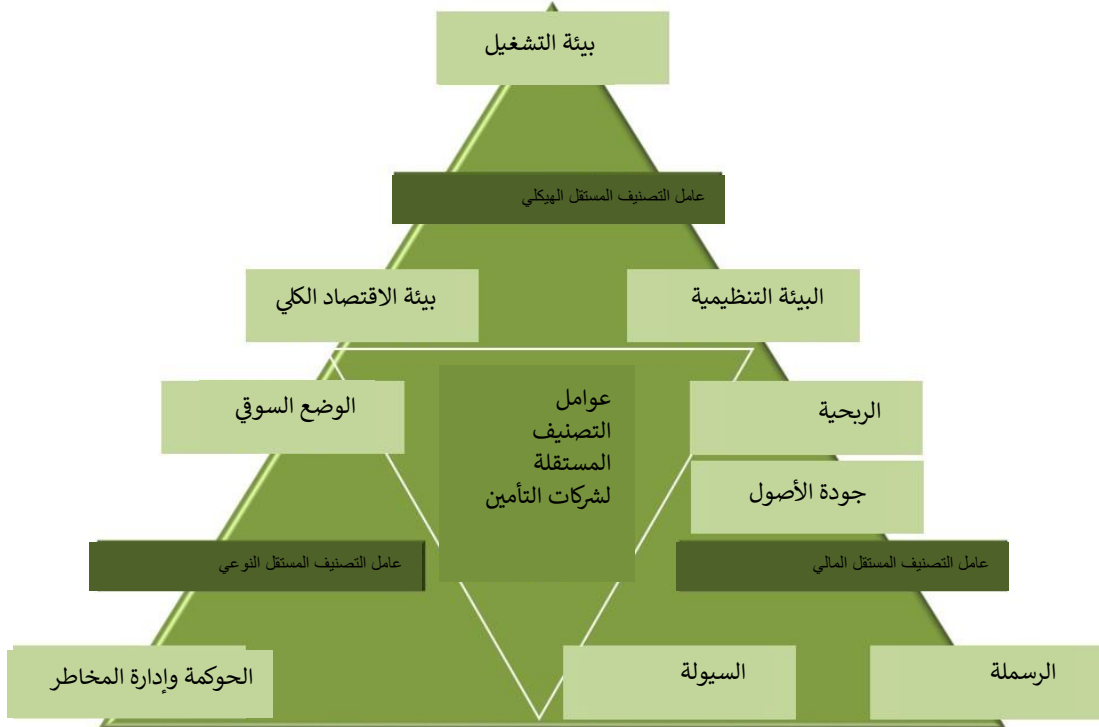 بيئة التشغيل
عامل التصنيف المستقل الهيكلي
البيئة التنظيمية
بيئة الاقتصاد الكلي
الربحية
عوامل
التصنيف
المستقلة
لشركات التأمين
الوضع السوقي
جودة الأصول
عامل التصنيف المستقل المالي
عامل التصنيف المستقل النوعي
الرسملة
السيولة
الحوكمة وإدارة المخاطر